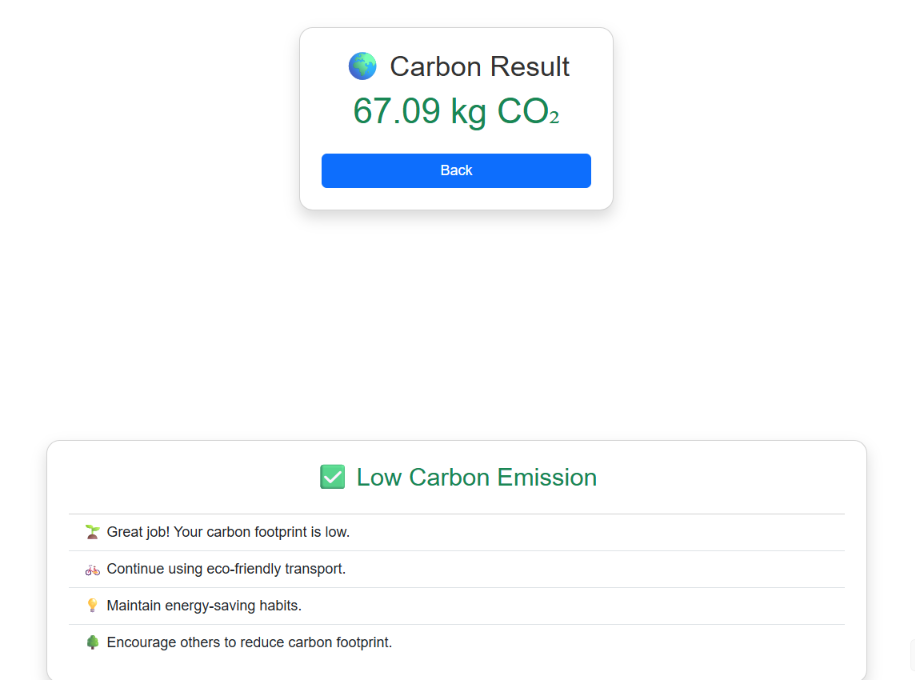 Carbon Result
67.09 kg CO₂
Back
Low Carbon Emission
Great job! Your carbon footprint is low.
Continue using eco-friendly transport.
Maintain energy-saving habits.
Encourage others to reduce carbon footprint.